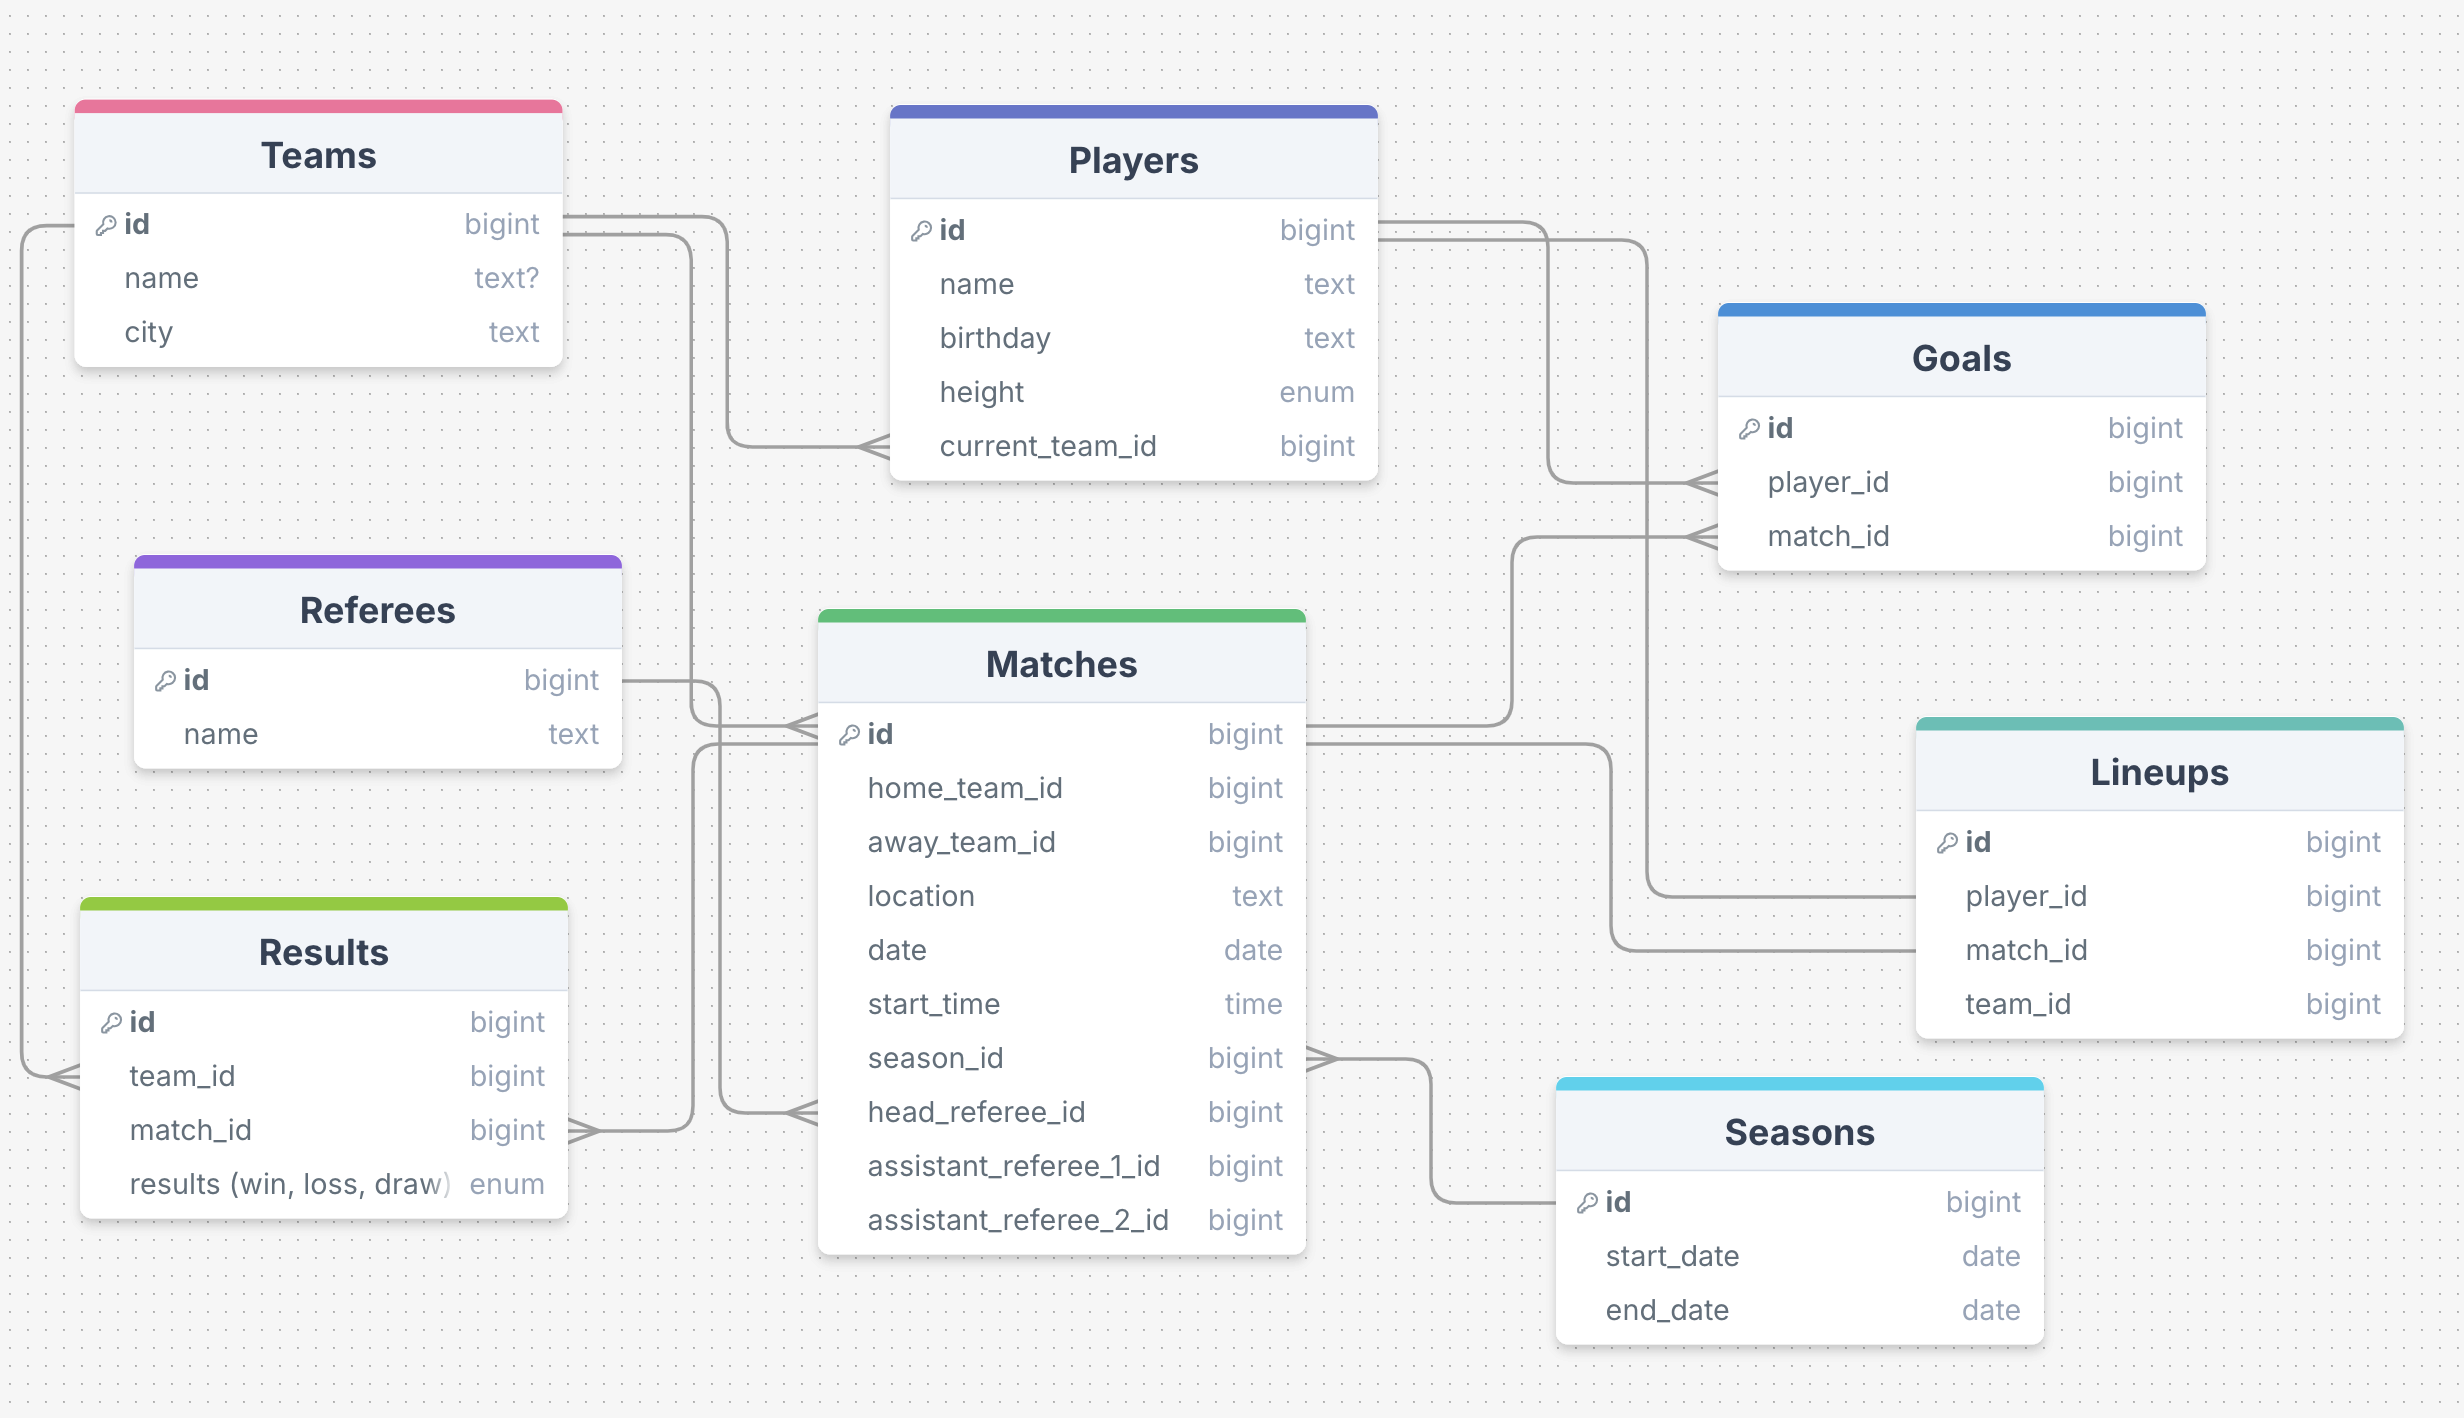 Teams
id bigint
name text?
city text
Players
id bigint
name text
birthday text
height enum
current_team_id bigint
Goals
id bigint
player_id bigint
match_id bigint
Referees
id bigint
name text
Matches
id bigint
home_team_id bigint
away_team_id bigint
location text
date date
start_time time
season_id bigint
head_referee_id bigint
assistant_referee_1_id bigint
assistant_referee_2_id bigint
Lineups
id bigint
player_id bigint
match_id bigint
team_id bigint
Results
id bigint
team_id bigint
match_id bigint
results (win, loss, draw) enum
Seasons
id bigint
start_date date
end_date date